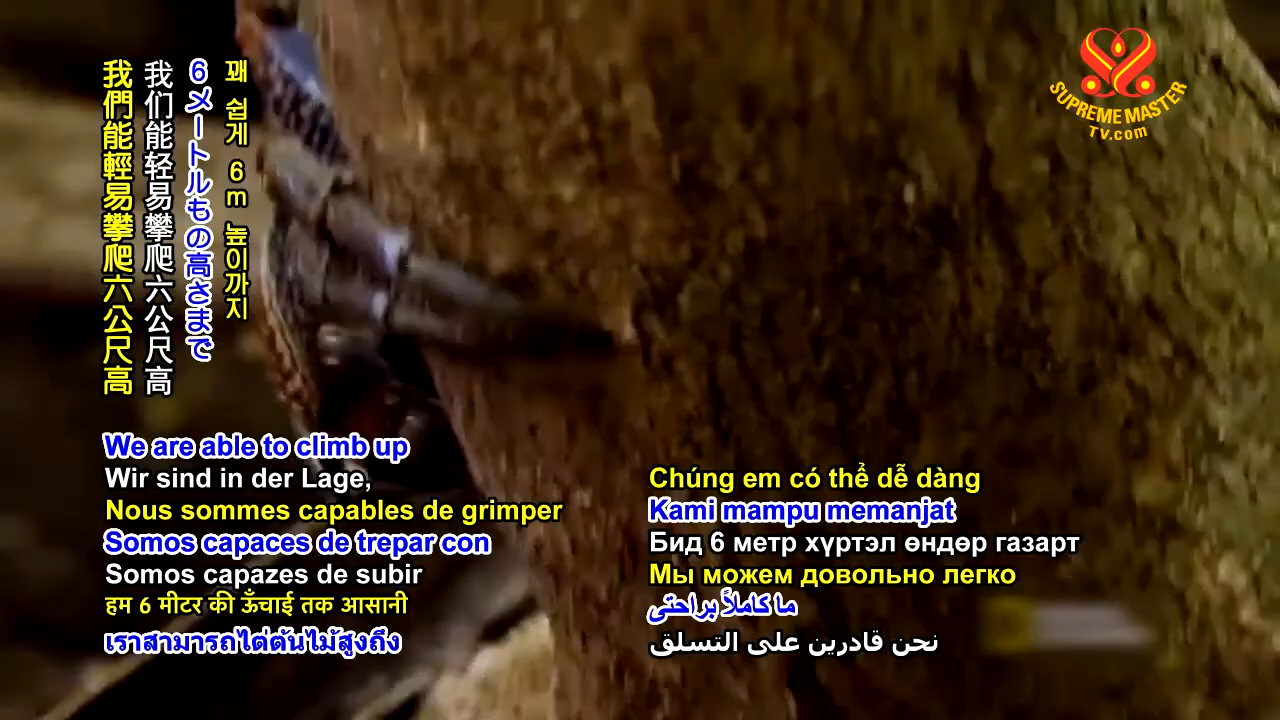 我們能輕易攀爬六公尺高
我们能轻易攀爬六公尺高
6メートルもの高さまで
꽤 쉽게 6m 높이까지
SUPREME MASTER
TV.com
We are able to climb up
Wir sind in der Lage,
Nous sommes capables de grimper
Somos capaces de trepar con
Somos capazes de subir
हम 6 मीटर की ऊँचाई तक आसानी
เราสามารถไต่ต้นไม้สูงถึง
Chúng em có thể dễ dàng
Kami mampu memanjat
Бид 6 метр хүртэл өндөр газарт
Мы можем довольно легко
ما کاملاً براحتی
نحن قادرين على التسلق